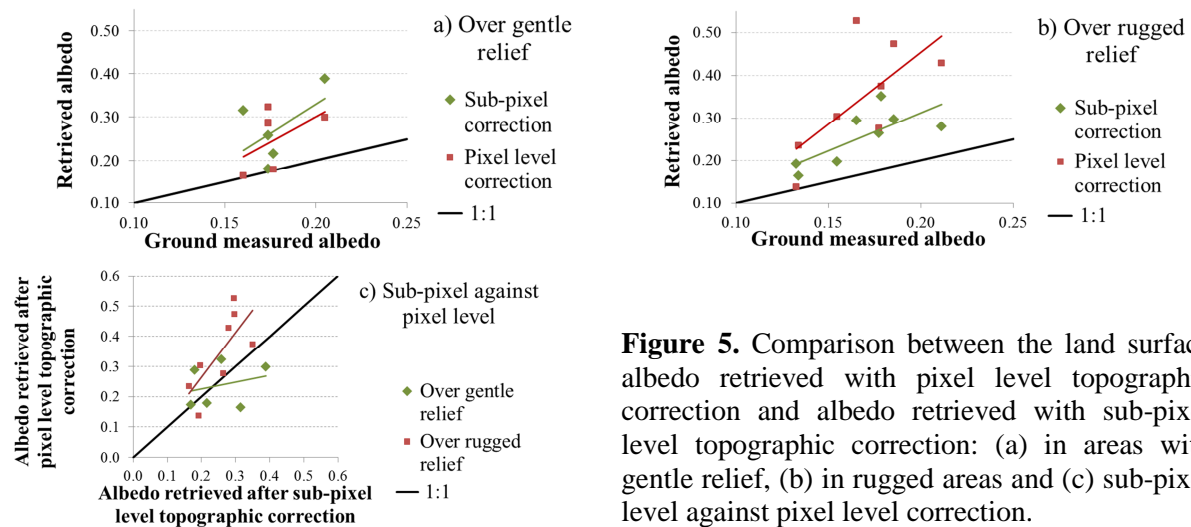 a) Over gentle
relief
Retrieved albedo
0.50
0.40
0.30
0.20
0.10
0.10
0.15
0.20
0.25
Ground measured albedo
Sub-pixel
correction
Pixel level
correction
1:1
b) Over rugged
relief
Retrieved albedo
0.50
0.40
0.30
0.20
0.10
0.10
0.15
0.20
0.25
Ground measured albedo
Sub-pixel
correction
Pixel level
correction
1:1
c) Sub-pixel against
pixel level
Albedo retrieved after
pixel level topographic
correction
0.6
0.5
0.4
0.3
0.2
0.1
0.0
0.0 0.1 0.2 0.3 0.4 0.5 0.6
Albedo retrieved after sub-pixel
level topographic correction
Over gentle
relief
Over rugged
relief
1:1
Figure 5. Comparison between the land surfac
albedo retrieved with pixel level topograph
correction and albedo retrieved with sub-pix
level topographic correction: (a) in areas wit
gentle relief, (b) in rugged areas and (c) sub-pix
level against pixel level correction.